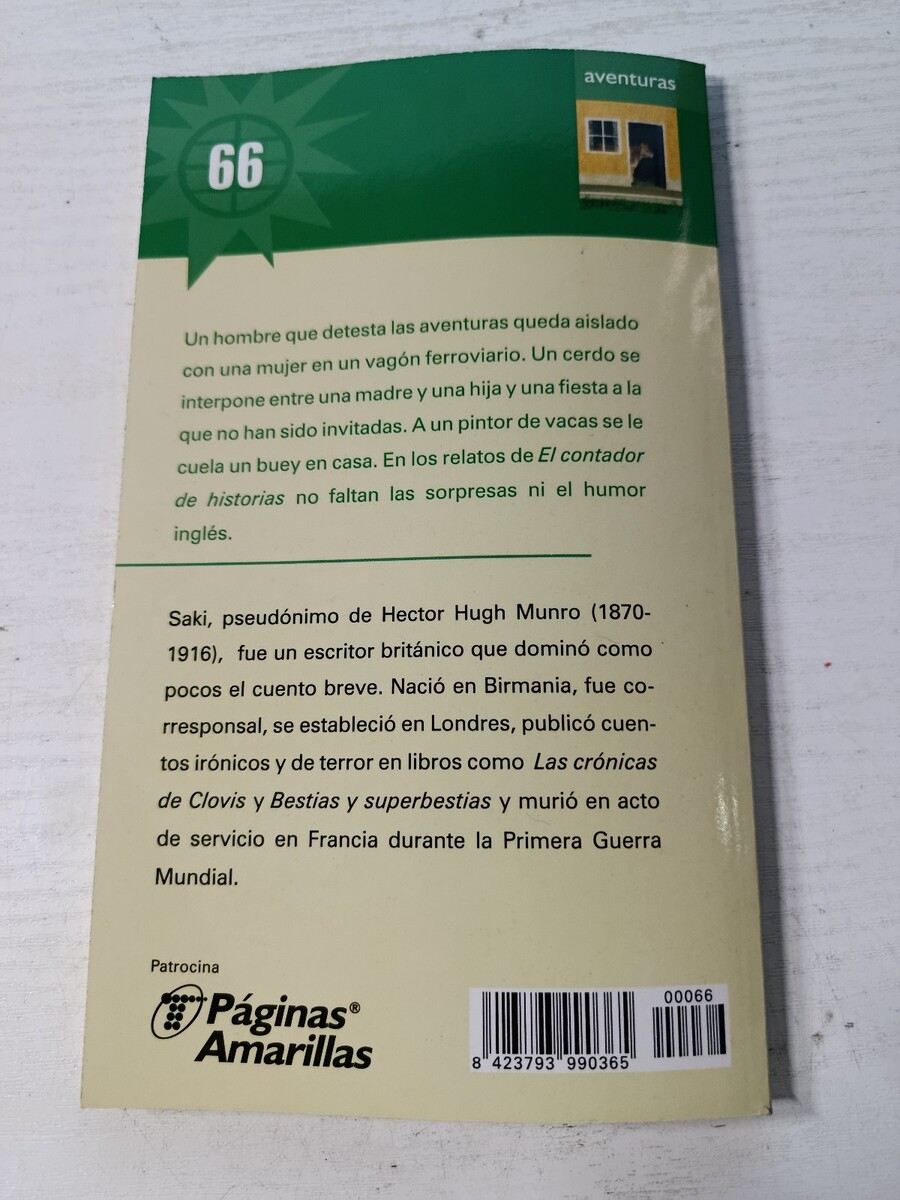 aventuras
66
Un hombre que detesta las aventuras queda aislado
con una mujer en un vagón ferroviario. Un cerdo se
interpone entre una madre y una hija y una fiesta a la
que no han sido invitadas. A un pintor de vacas se le
cuela un buey en casa. En los relatos de El contador
de historias no faltan las sorpresas ni el humor
inglés.
Saki, pseudónimo de Hector Hugh Munro (1870-
1916), fue un escritor británico que dominó como
pocos el cuento breve. Nació en Birmania, fue co-
rresponsal, se estableció en Londres, publicó cuen-
tos irónicos y de terror en libros como Las crónicas
de Clovis y Bestias y superbestias y murió en acto
de servicio en Francia durante la Primera Guerra
Mundial.
Patrocina
Páginas®
Amarillas
00066
8 423793 990365